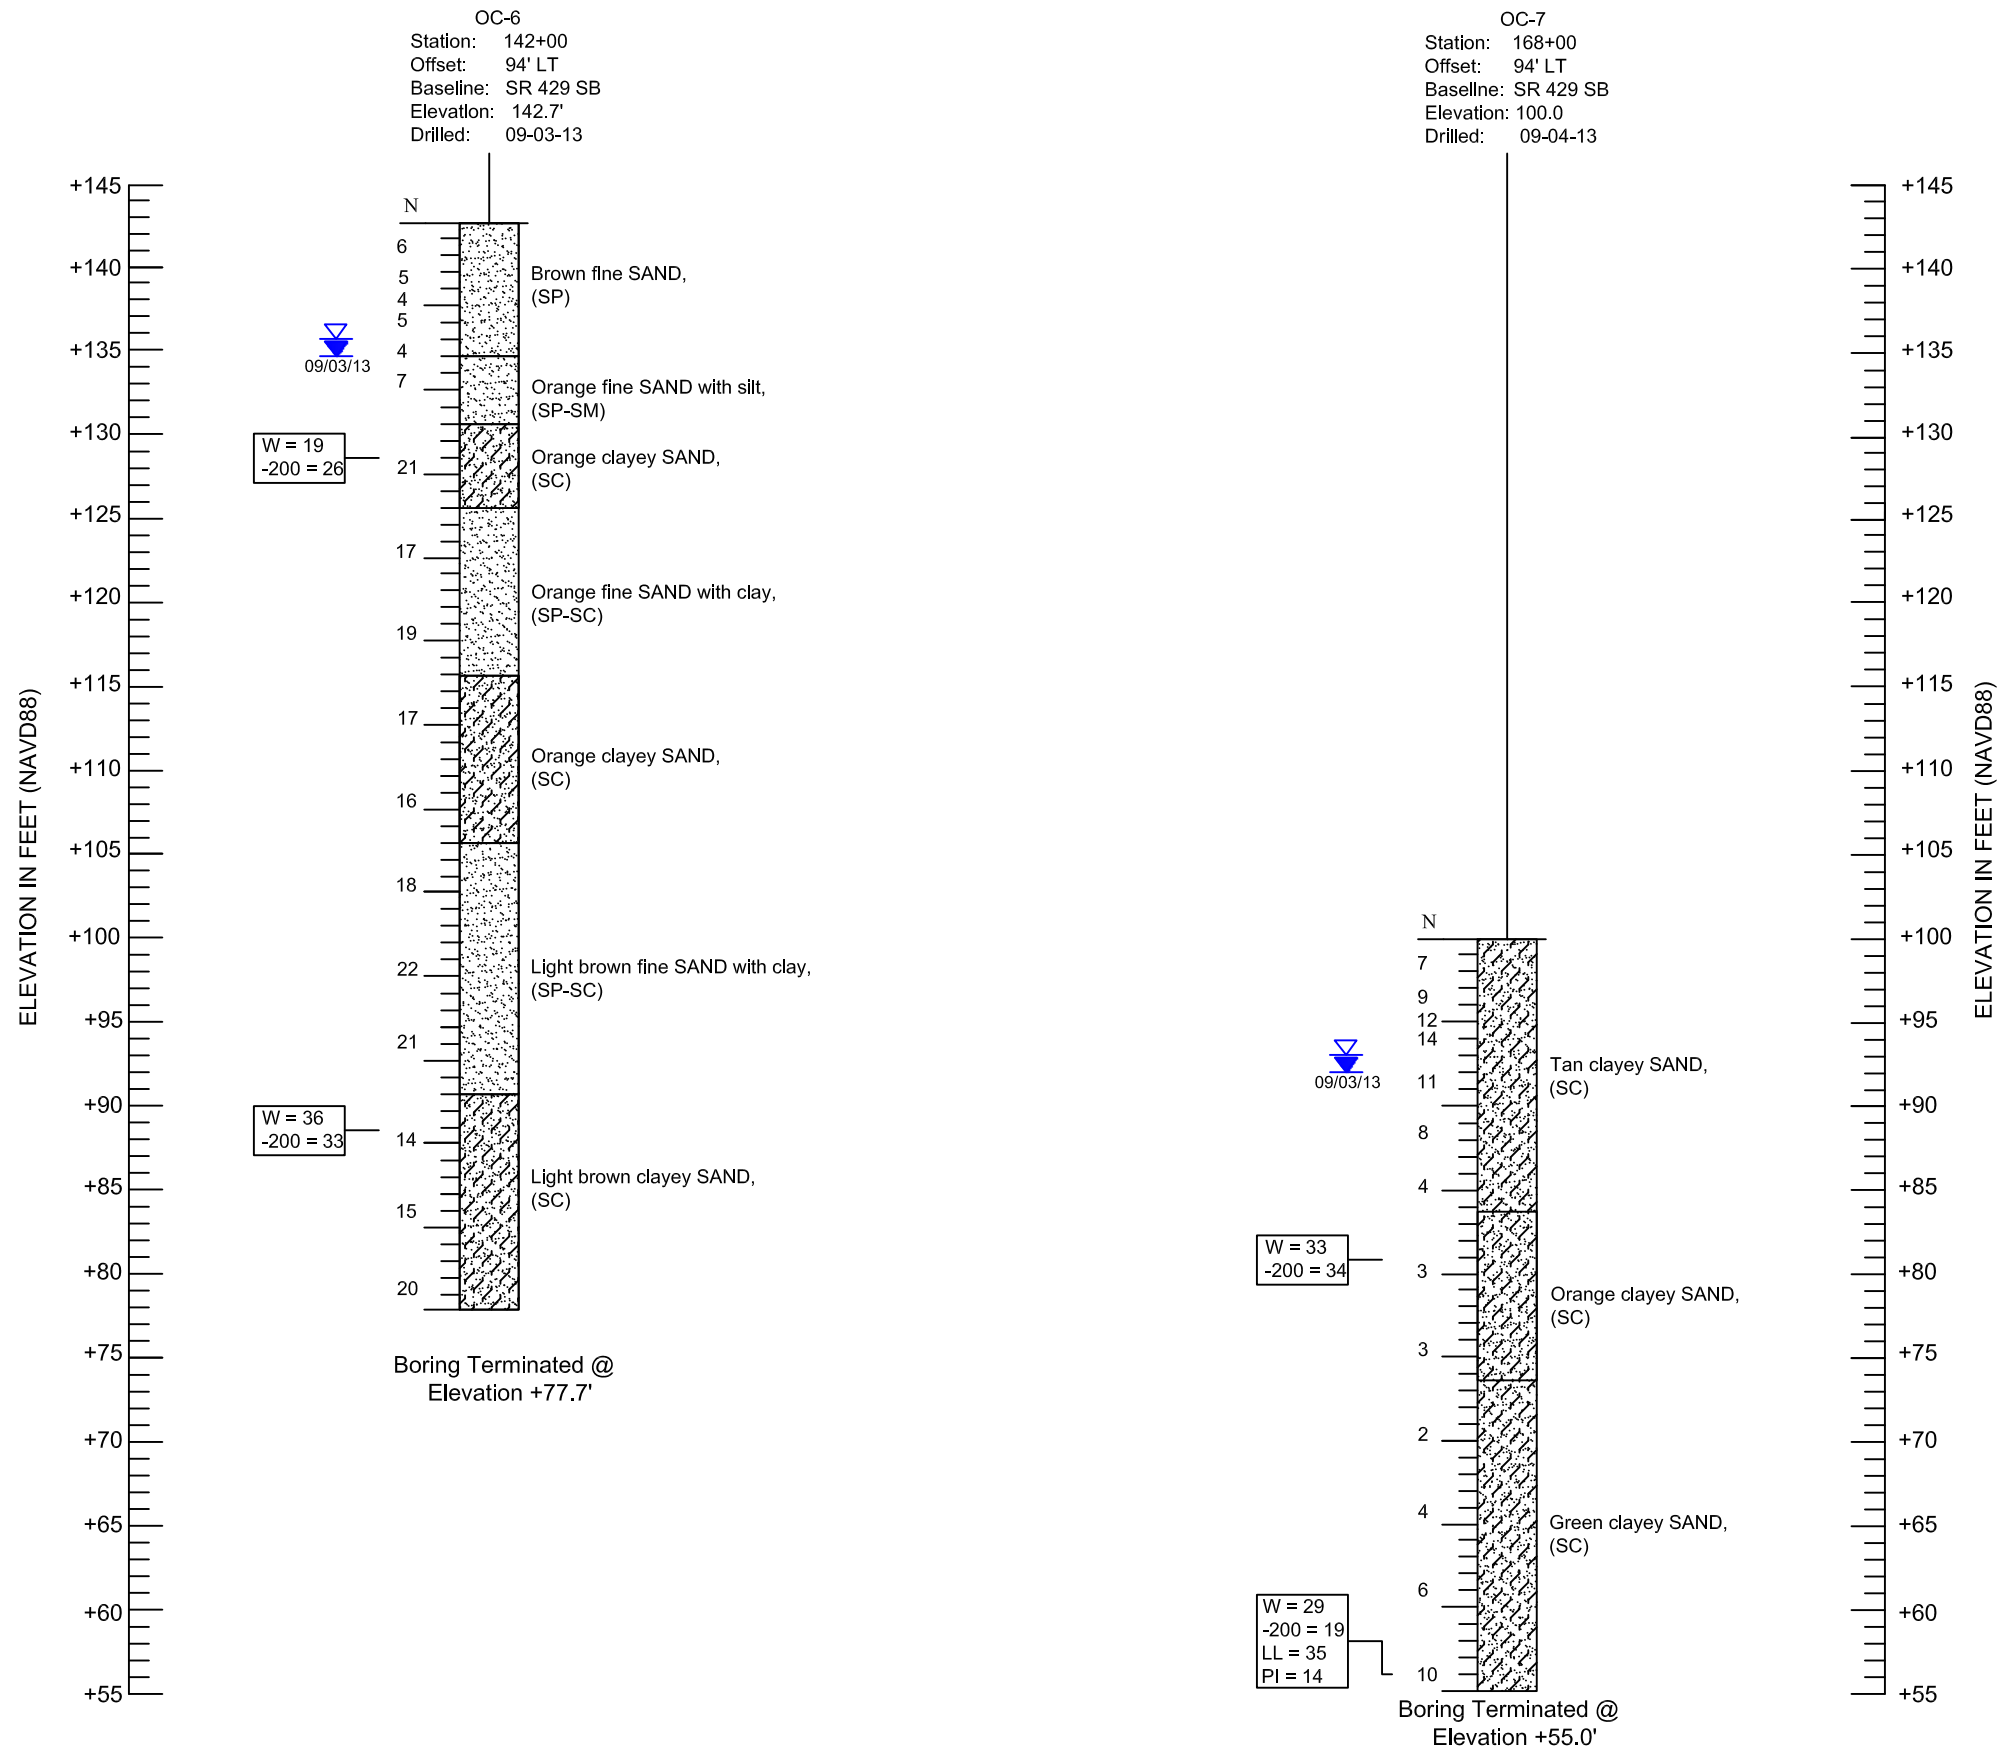 OC-6
Station: 142+00
Offset: 94' LT
Baseline: SR 429 SB
Elevation: 142.7'
Drilled: 09-03-13
OC-7
Station: 168+00
Offset: 94' LT
Baseline: SR 429 SB
Elevation: 100.0
Drilled: 09-04-13
ELEVATION IN FEET (NAVD88)
+145
+140
+135
+130
+125
+120
+115
+110
+105
+100
+95
+90
+85
+80
+75
+70
+65
+60
+55
N
6
5
4
5
4
7
21
17
19
17
16
18
22
21
14
15
20
09/03/13
W = 19
-200 = 26
W = 36
-200 = 33
Brown fine SAND,
(SP)
Orange fine SAND with silt,
(SP-SM)
Orange clayey SAND,
(SC)
Orange fine SAND with clay,
(SP-SC)
Orange clayey SAND,
(SC)
Light brown fine SAND with clay,
(SP-SC)
Light brown clayey SAND,
(SC)
Boring Terminated @
Elevation +77.7'
N
7
9
12
14
11
8
4
3
3
2
4
6
10
09/03/13
W = 33
-200 = 34
W = 29
-200 = 19
LL = 35
PI = 14
Tan clayey SAND,
(SC)
Orange clayey SAND,
(SC)
Green clayey SAND,
(SC)
Boring Terminated @
Elevation +55.0'
+145
+140
+135
+130
+125
+120
+115
+110
+105
+100
+95
+90
+85
+80
+75
+70
+65
+60
+55
ELEVATION IN FEET (NAVD88)